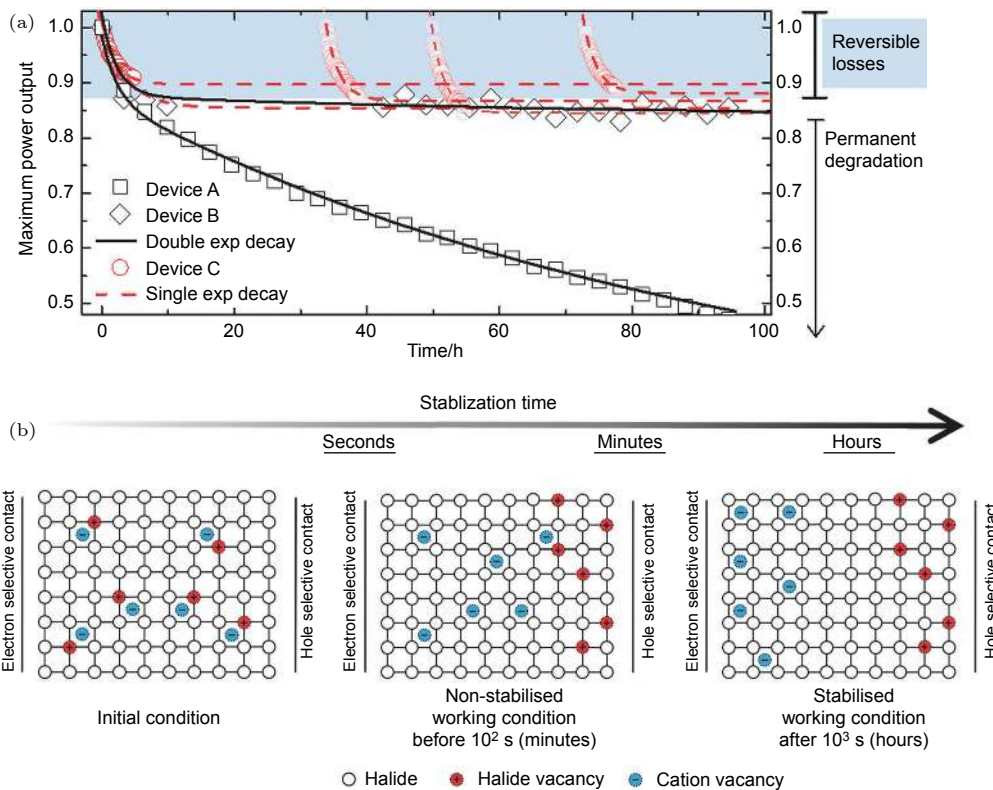 (a)
Maximum power output
1.0
0.9
0.8
0.7
0.6
0.5
Device A
Device B
Double exp decay
Device C
Single exp decay
0
20
40
60
80
100
Time/h
1.0
0.9
0.8
0.7
0.6
0.5
Reversible
losses
Permanent
degradation
Stablization time
(b)
Seconds
Minutes
Hours
Electron selective contact
Hole selective contact
Electron selective contact
Hole selective contact
Electron selective contact
Hole selective contact
Initial condition
Non-stabilised
working condition
before 10² s (minutes)
Stabilised
working condition
after 10³ s (hours)
Halide
Halide vacancy
Cation vacancy